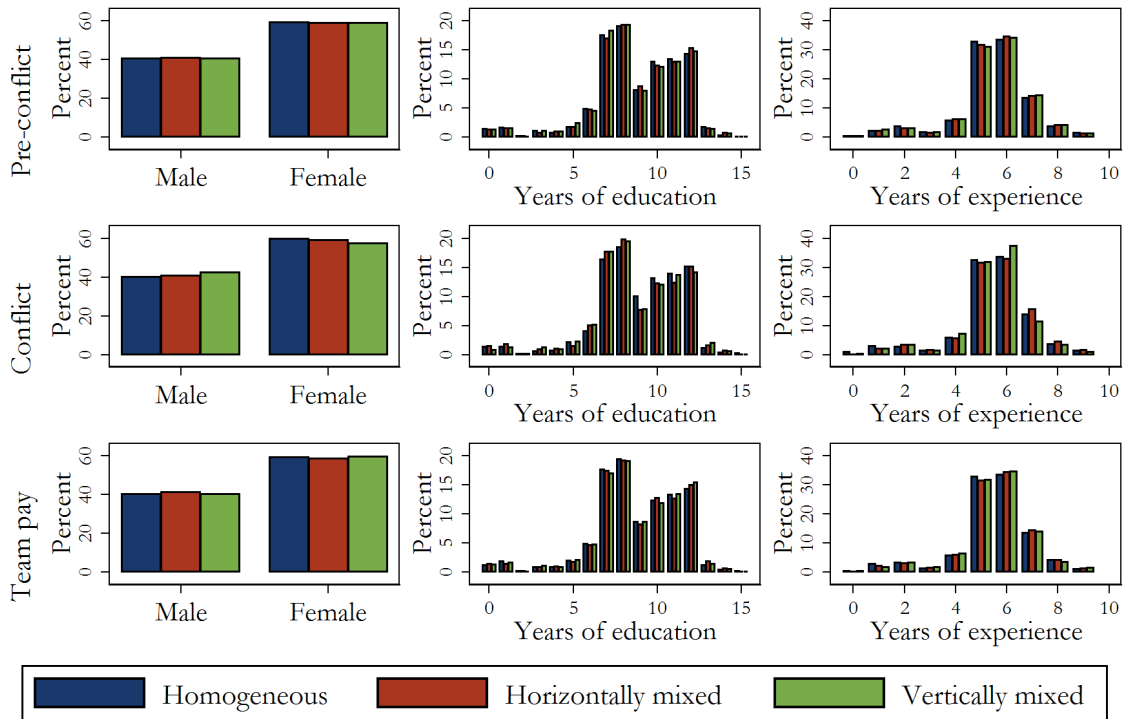 Pre-conflict
Percent
0 20 40 60
Male Female
Percent
0 5 10 15 20
0 5 10 15
Years of education
Percent
0 10 20 30 40
0 2 4 6 8 10
Years of experience
Conflict
Percent
0 20 40 60
Male Female
Percent
0 5 10 15 20
0 5 10 15
Years of education
Percent
0 10 20 30 40
0 2 4 6 8 10
Years of experience
Team pay
Percent
0 20 40 60
Male Female
Percent
0 5 10 15 20
0 5 10 15
Years of education
Percent
0 10 20 30 40
0 2 4 6 8 10
Years of experience
Homogeneous Horizontally mixed Vertically mixed